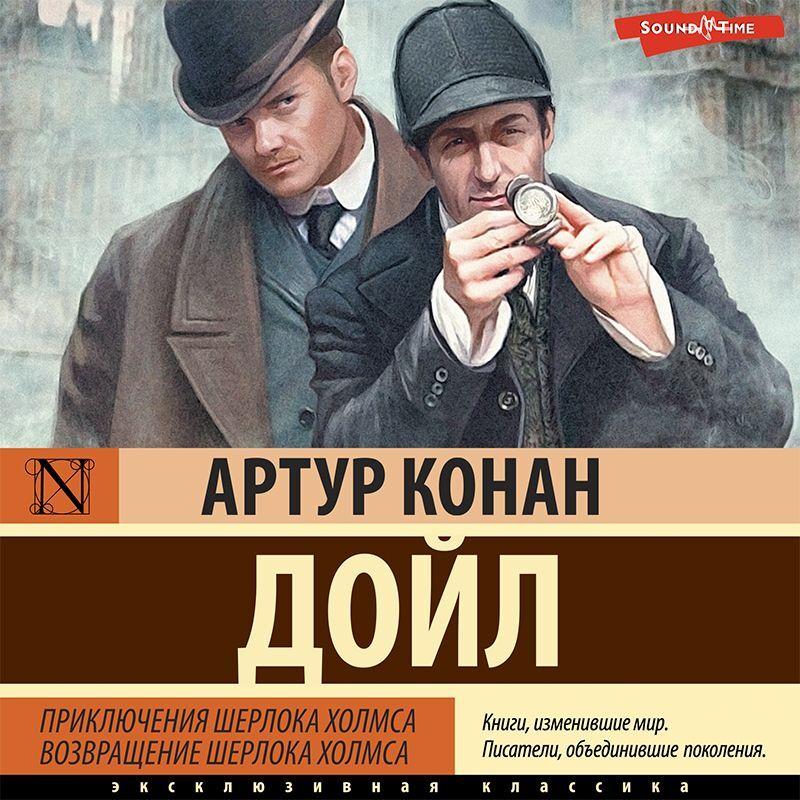 SOUND TIME
N
АРТУР КОНАН
ДОЙЛ
ПРИКЛЮЧЕНИЯ ШЕРЛОКА ХОЛМСА
ВОЗВРАЩЕНИЕ ШЕРЛОКА ХОЛМСА
Книги, изменившие мир.
Писатели, объединившие поколения.
эксклюзивная классика